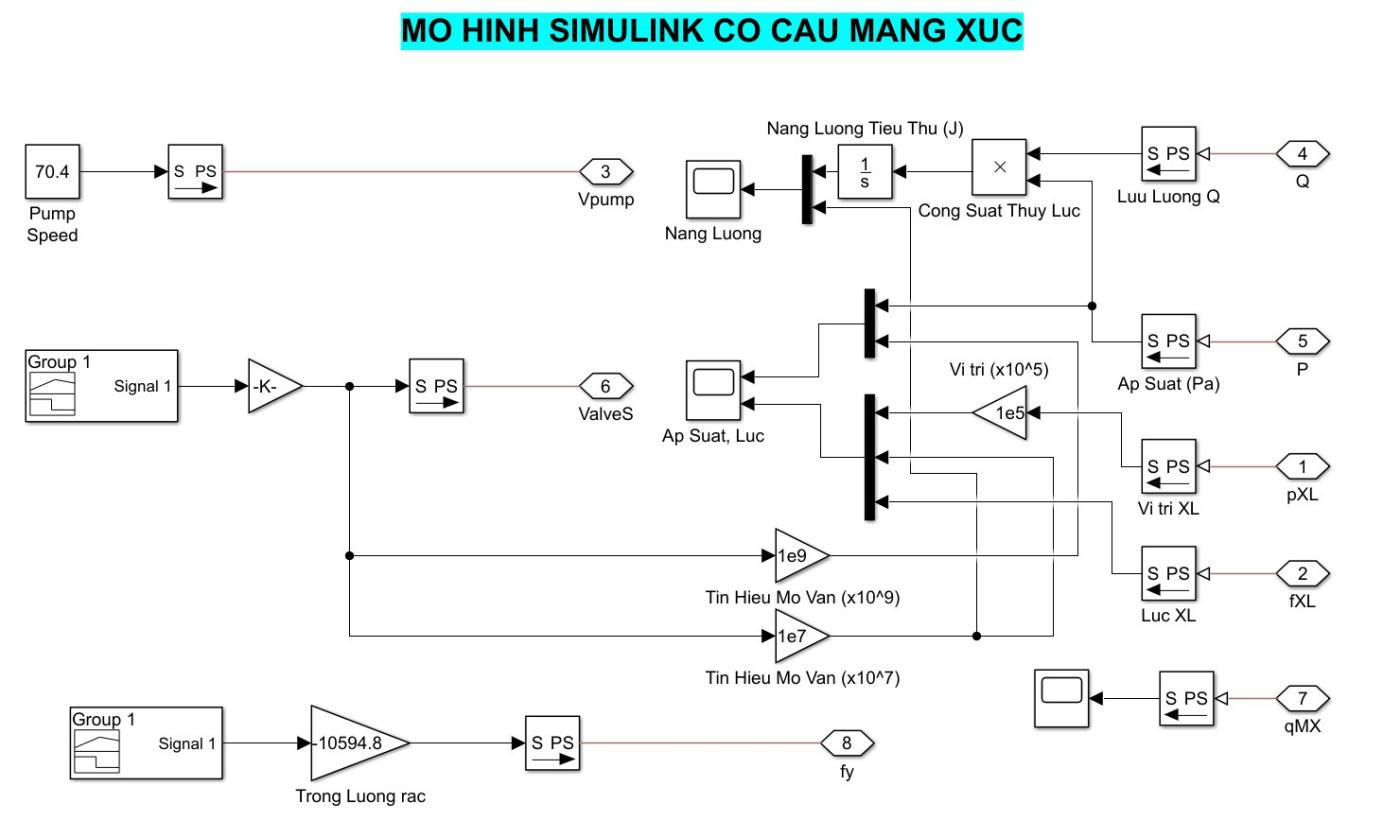 MO HINH SIMULINK CO CAU MANG XUC
Nang Luong Tieu Thu (J)
70.4
S PS
3
Vpump
Pump
Speed
Nang Luong
1
s
×
Cong Suat Thuy Luc
S PS
Luu Luong Q
4
Q
Group 1
Signal 1
-K-
S PS
6
ValveS
Ap Suat, Luc
Vi tri (x10^5)
1e5
S PS
Ap Suat (Pa)
5
P
S PS
Vi tri XL
1
pXL
1e9
Tin Hieu Mo Van (x10^9)
S PS
Luc XL
2
fXL
1e7
Tin Hieu Mo Van (x10^7)
S PS
7
qMX
Group 1
Signal 1
-10594.8
Trong Luong rac
S PS
8
fy